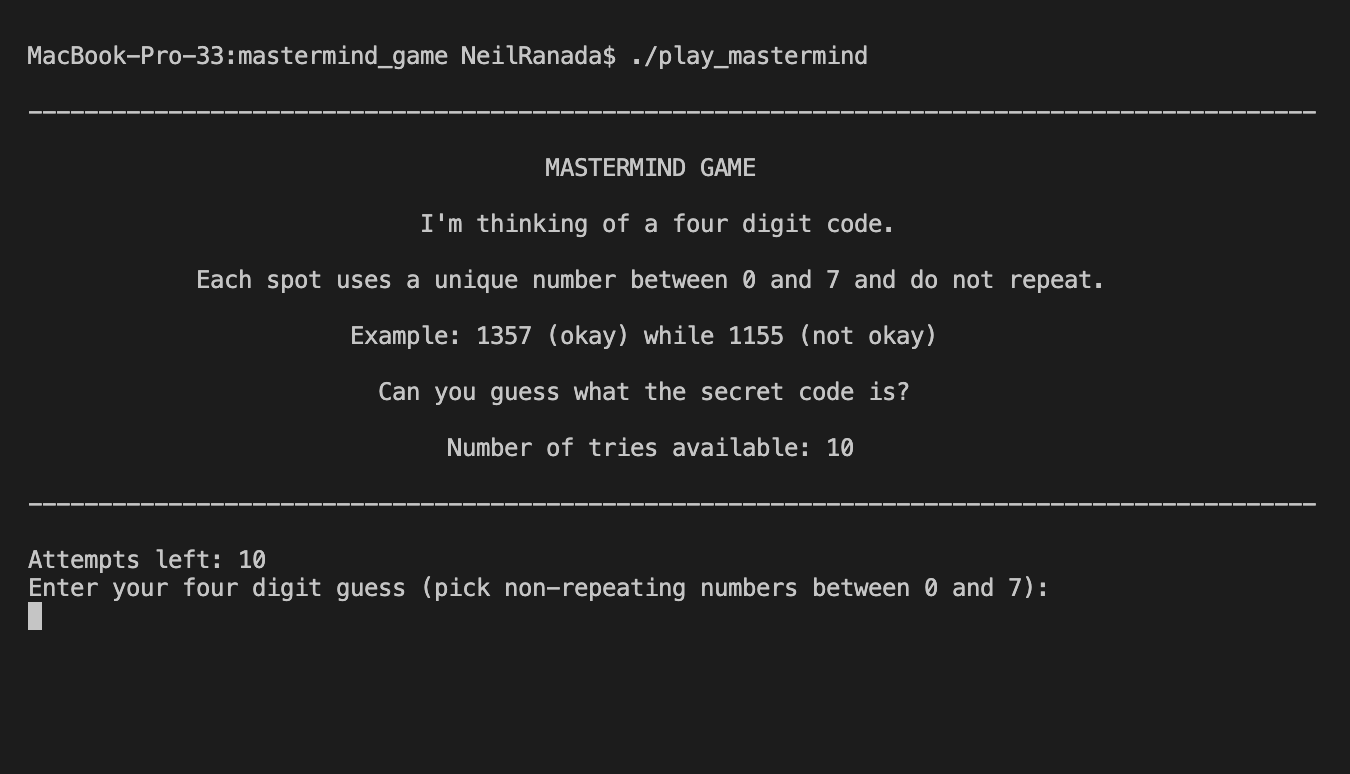 MacBook-Pro-33:mastermind_game NeilRanada$ ./play_mastermind
--------------------------------------------------------------------------------------------
MASTERMIND GAME
I'm thinking of a four digit code.
Each spot uses a unique number between 0 and 7 and do not repeat.
Example: 1357 (okay) while 1155 (not okay)
Can you guess what the secret code is?
Number of tries available: 10
--------------------------------------------------------------------------------------------
Attempts left: 10
Enter your four digit guess (pick non-repeating numbers between 0 and 7):